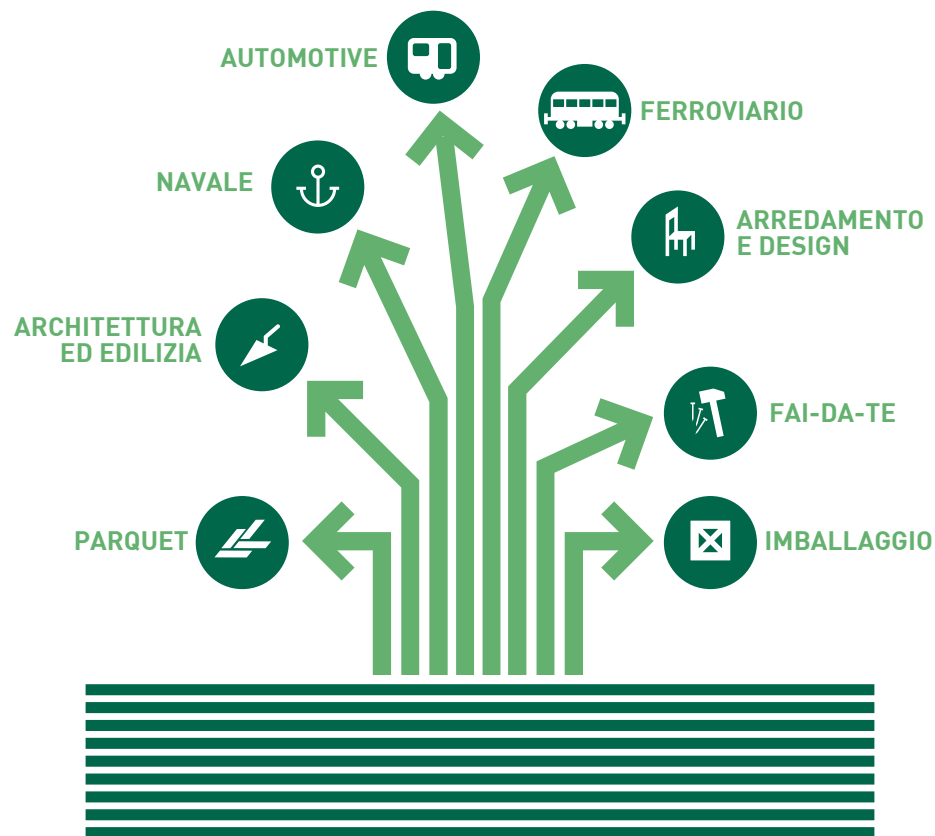 AUTOMOTIVE
FERROVIARIO
NAVALE
ARREDAMENTO
E DESIGN
ARCHITETTURA
ED EDILIZIA
FAI-DA-TE
PARQUET
IMBALLAGGIO